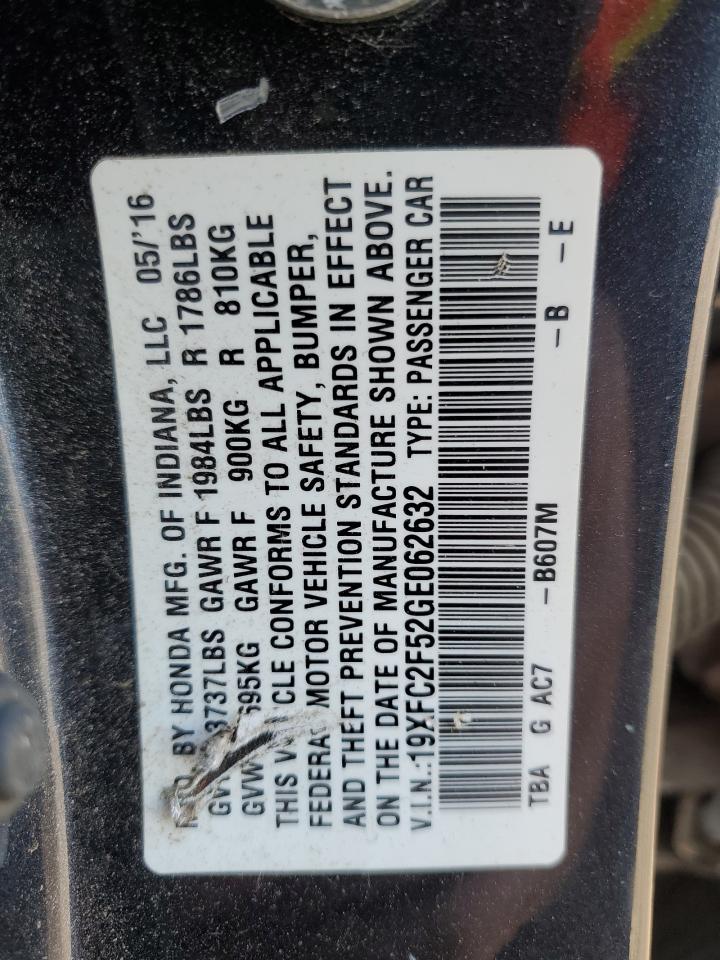 BY HONDA MFG. OF INDIANA, LLC 05/'16
3737LBS GAWR F 1984LBS R 1786LBS
GAWR F 900KG R 810KG
THIS CONFORMS TO ALL APPLICABLE
MOTOR VEHICLE SAFETY, BUMPER,
AND THEFT PREVENTION STANDARDS IN EFFECT
ON THE DATE OF MANUFACTURE SHOWN ABOVE.
V.I.N.:19XFC2F52GE062632 TYPE: PASSENGER CAR
TBA G AC7 -B607M -B -E